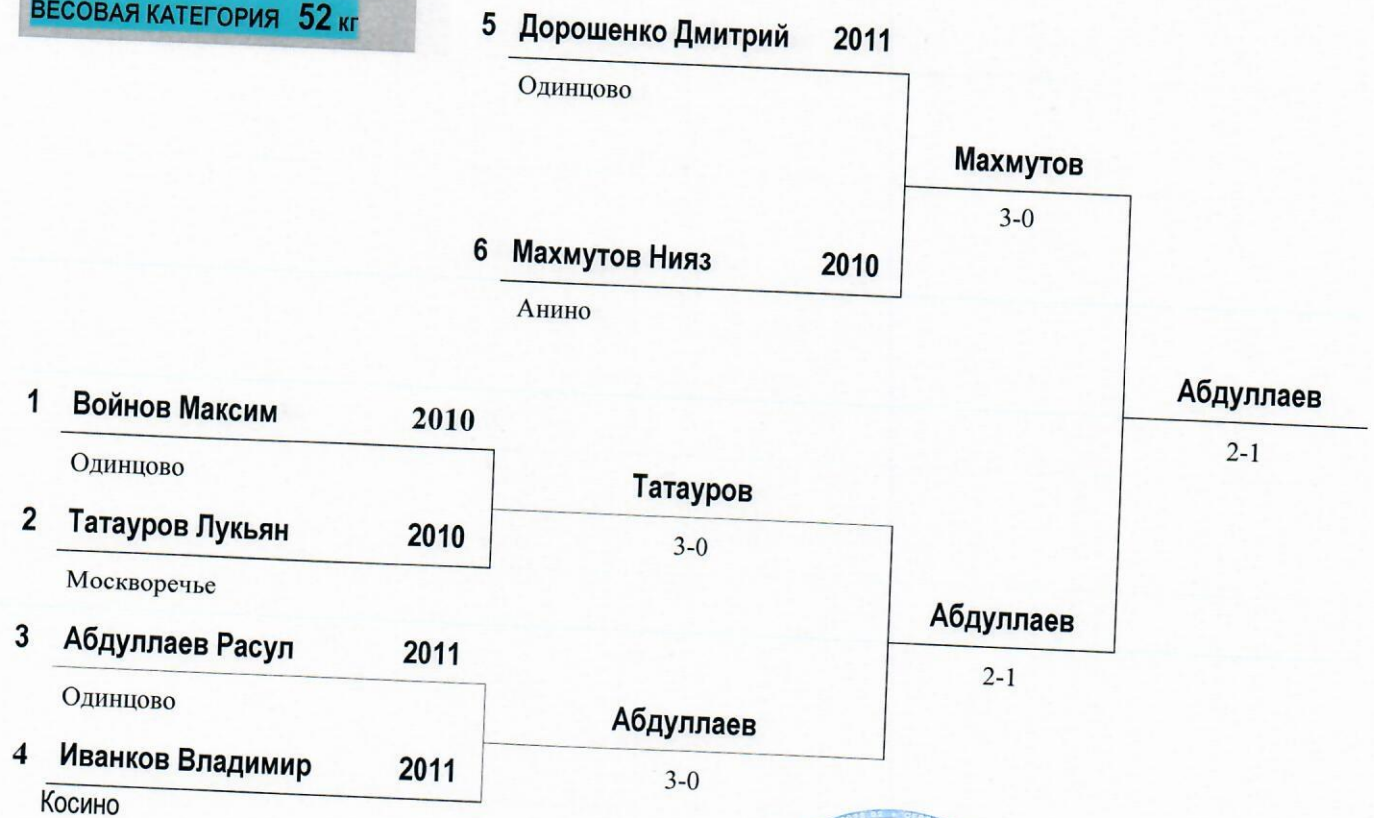 ВЕСОВАЯ КАТЕГОРИЯ 52 кг
5 Дорошенко Дмитрий 2011
Одинцово
Махмутов
3-0
6 Махмутов Нияз 2010
Анино
Абдуллаев
2-1
1 Войнов Максим 2010
Одинцово
Татауров
3-0
2 Татауров Лукьян 2010
Москворечье
Абдуллаев
2-1
3 Абдуллаев Расул 2011
Одинцово
Абдуллаев
3-0
4 Иванков Владимир 2011
Косино